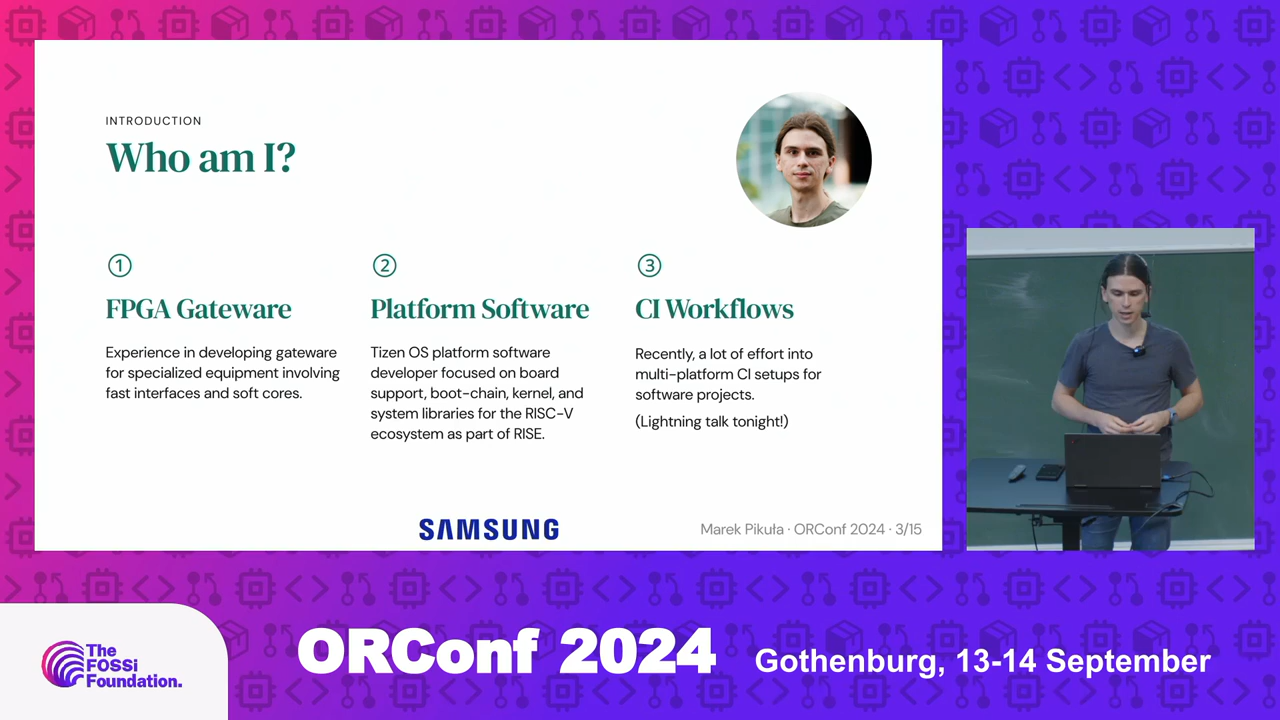 INTRODUCTION
Who am I?
1
FPGA Gateware
Experience in developing gateware
for specialized equipment involving
fast interfaces and soft cores.
2
Platform Software
Tizen OS platform software
developer focused on board
support, boot-chain, kernel, and
system libraries for the RISC-V
ecosystem as part of RISE.
3
CI Workflows
Recently, a lot of effort into
multi-platform CI setups for
software projects.
(Lightning talk tonight!)
SAMSUNG
Marek Pikuła · ORConf 2024 · 3/15
The
FOSSi
Foundation.
ORConf 2024
Gothenburg, 13-14 September